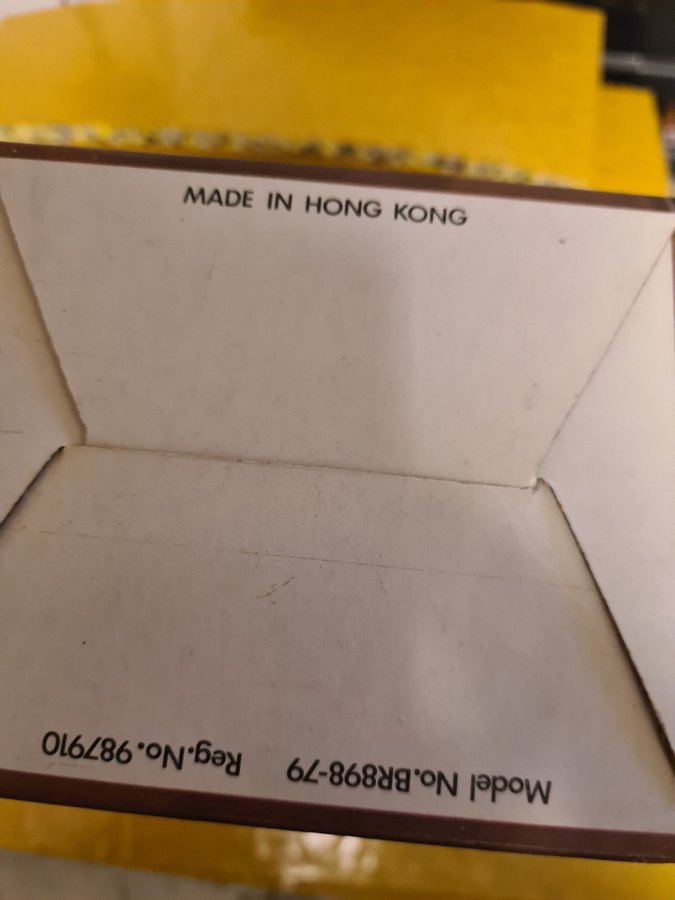 MADE IN HONG KONG
Model No.BR898-79 Reg.No.987910